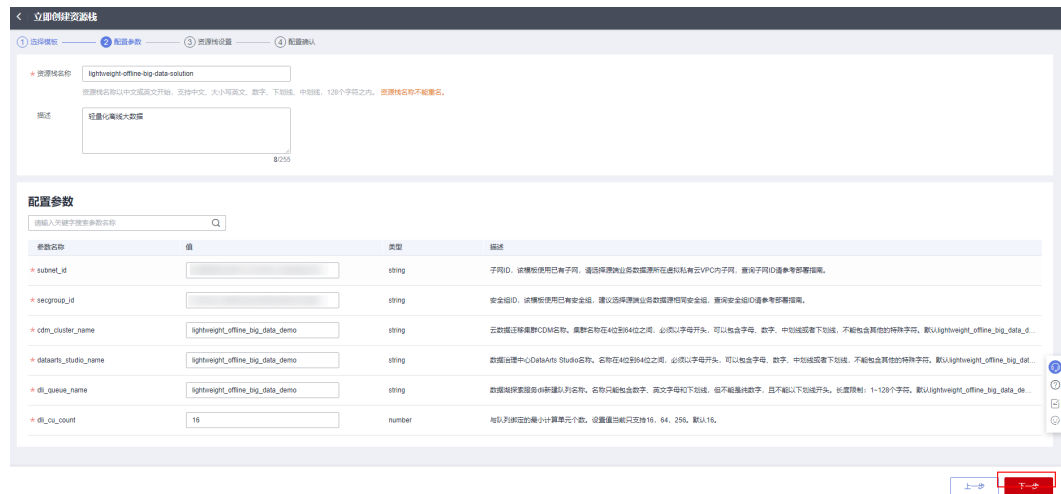 立即创建资源栈
1 选择模板 2 配置参数 3 资源栈设置 4 配置确认
* 资源栈名称 lightweight-offline-big-data-solution
资源栈名称以中文或英文开始，支持中文、大小写英文、数字、下划线、中划线，128个字符之内。 资源栈名称不能重名。
描述 轻量化离线大数据
8/255
配置参数
请输入关键字搜索参数名称
参数名称 值 类型 描述
* subnet_id string 子网ID，该模板使用已有子网，请选择源端业务数据源所在虚拟私有云VPC内子网，查询子网ID请参考部署指南。
* secgroup_id string 安全组ID，该模板使用已有安全组，建议选择源端业务数据源相同安全组，查询安全组ID请参考部署指南。
* cdm_cluster_name lightweight_offline_big_data_demo string 云数据迁移集群CDM名称。集群名称在4位到64位之间，必须以字母开头，可以包含字母、数字、中划线或者下划线，不能包含其他的特殊字符。默认lightweight_offline_big_data_d...
* dataarts_studio_name lightweight_offline_big_data_demo string 数据治理中心DataArts Studio名称。名称在4位到64位之间，必须以字母开头，可以包含字母、数字、中划线或者下划线，不能包含其他的特殊字符。默认lightweight_offline_big_dat...
* dli_queue_name lightweight_offline_big_data_demo string 数据湖探索服务dli新建队列名称。名称只能包含数字、英文字母和下划线，但不能是纯数字，且不能以下划线开头。长度限制：1~128个字符。默认lightweight_offline_big_data_de...
* dli_cu_count 16 number 与队列绑定的最小计算单元个数。设置值当前只支持16，64，256。默认16。
上一步 下一步